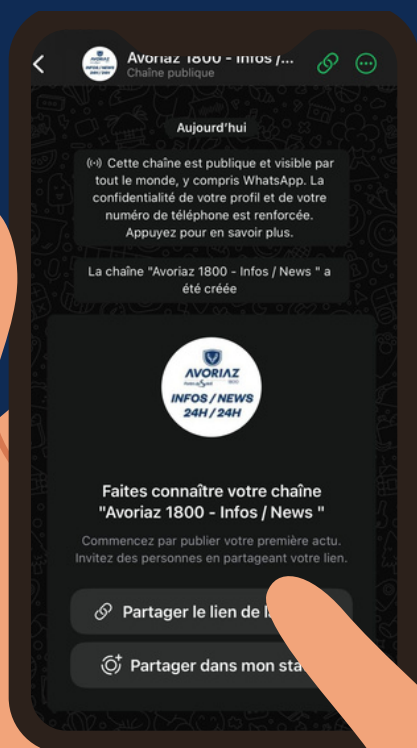 Avoriaz 1800 - Infos /...
Chaîne publique
Aujourd'hui
Cette chaîne est publique et visible par
tout le monde, y compris WhatsApp. La
confidentialité de votre profil et de votre
numéro de téléphone est renforcée.
Appuyez pour en savoir plus.
La chaîne "Avoriaz 1800 - Infos / News " a
été créée
AVORIAZ
1800
INFOS / NEWS
24H / 24H
Faites connaître votre chaîne
"Avoriaz 1800 - Infos / News "
Commencez par publier votre première actu.
Invitez des personnes en partageant votre lien.
Partager le lien de
Partager dans mon